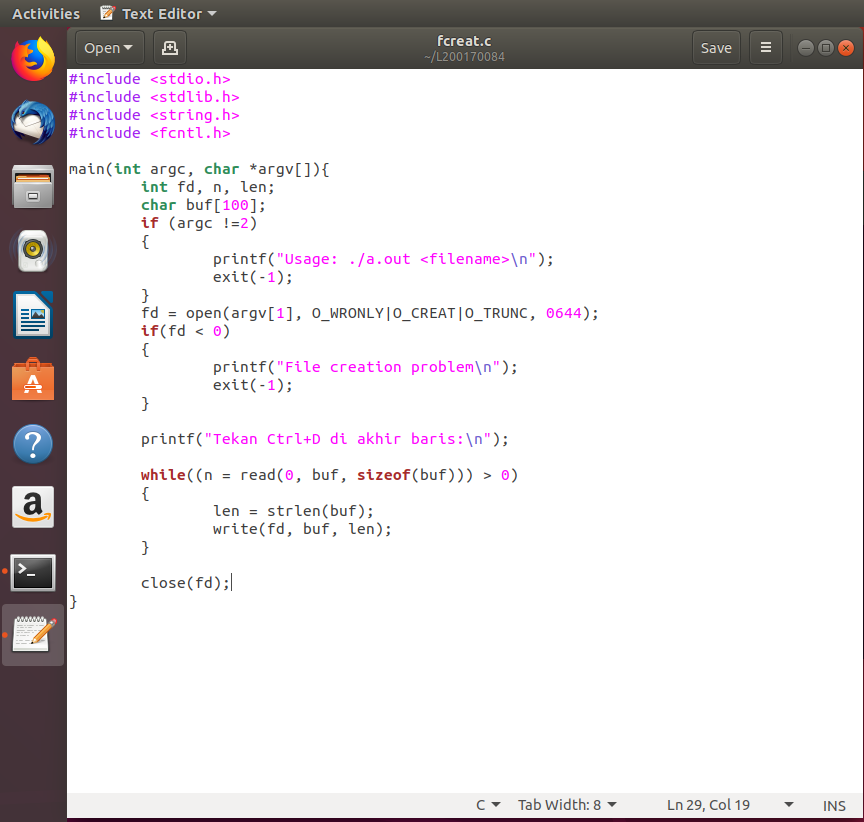 Activities Text Editor
Open fcreat.c Save
~/L200170084
#include <stdio.h>
#include <stdlib.h>
#include <string.h>
#include <fcntl.h>
main(int argc, char *argv[]){
int fd, n, len;
char buf[100];
if (argc !=2)
{
printf("Usage: ./a.out <filename>\n");
exit(-1);
}
fd = open(argv[1], O_WRONLY|O_CREAT|O_TRUNC, 0644);
if(fd < 0)
{
printf("File creation problem\n");
exit(-1);
}
printf("Tekan Ctrl+D di akhir baris:\n");
while((n = read(0, buf, sizeof(buf))) > 0)
{
len = strlen(buf);
write(fd, buf, len);
}
close(fd);
}
C Tab Width: 8 Ln 29, Col 19 INS